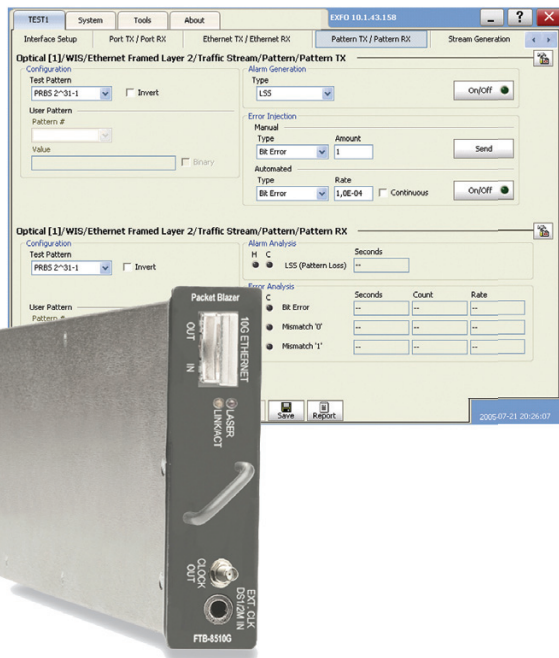 TEST1 System Tools About EXFO 10.1.43.158 _ ? X
Interface Setup Port TX / Port RX Ethernet TX / Ethernet RX Pattern TX / Pattern RX Stream Generation
Optical [1]/WIS/Ethernet Framed Layer 2/Traffic Stream/Pattern/Pattern TX
Configuration
Test Pattern
PRBS 2^31-1 Invert
User Pattern
Pattern #
Value
Binary
Alarm Generation
Type
LSS On/Off
Error Injection
Manual
Type Amount
Bit Error 1 Send
Automated
Type Rate
Bit Error 1,0E-04 Continuous On/Off
Optical [1]/WIS/Ethernet Framed Layer 2/Traffic Stream/Pattern/Pattern RX
Configuration
Test Pattern
PRBS 2^31-1 Invert
User Pattern
Pattern #
Alarm Analysis
H C Seconds
LSS (Pattern Loss) --
Error Analysis
C Seconds Count Rate
Bit Error -- -- --
Mismatch '0' -- -- --
Mismatch '1' -- -- --
Save Report
2005-07-21 20:26:07
Packet Blazer
10G ETHERNET
OUT IN
LASER
LINK/ACT
CLOCK
OUT
EXT. CLK
DS1/2M IN
FTB-8510G